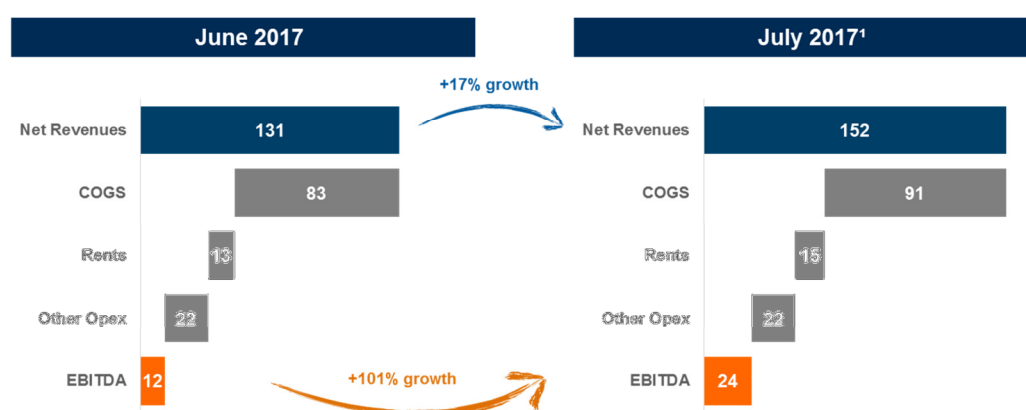 June 2017
July 2017¹
+17% growth
Net Revenues 131
Net Revenues 152
COGS 83
COGS 91
Rents 13
Rents 15
Other Opex 22
Other Opex 22
EBITDA 12
+101% growth
EBITDA 24